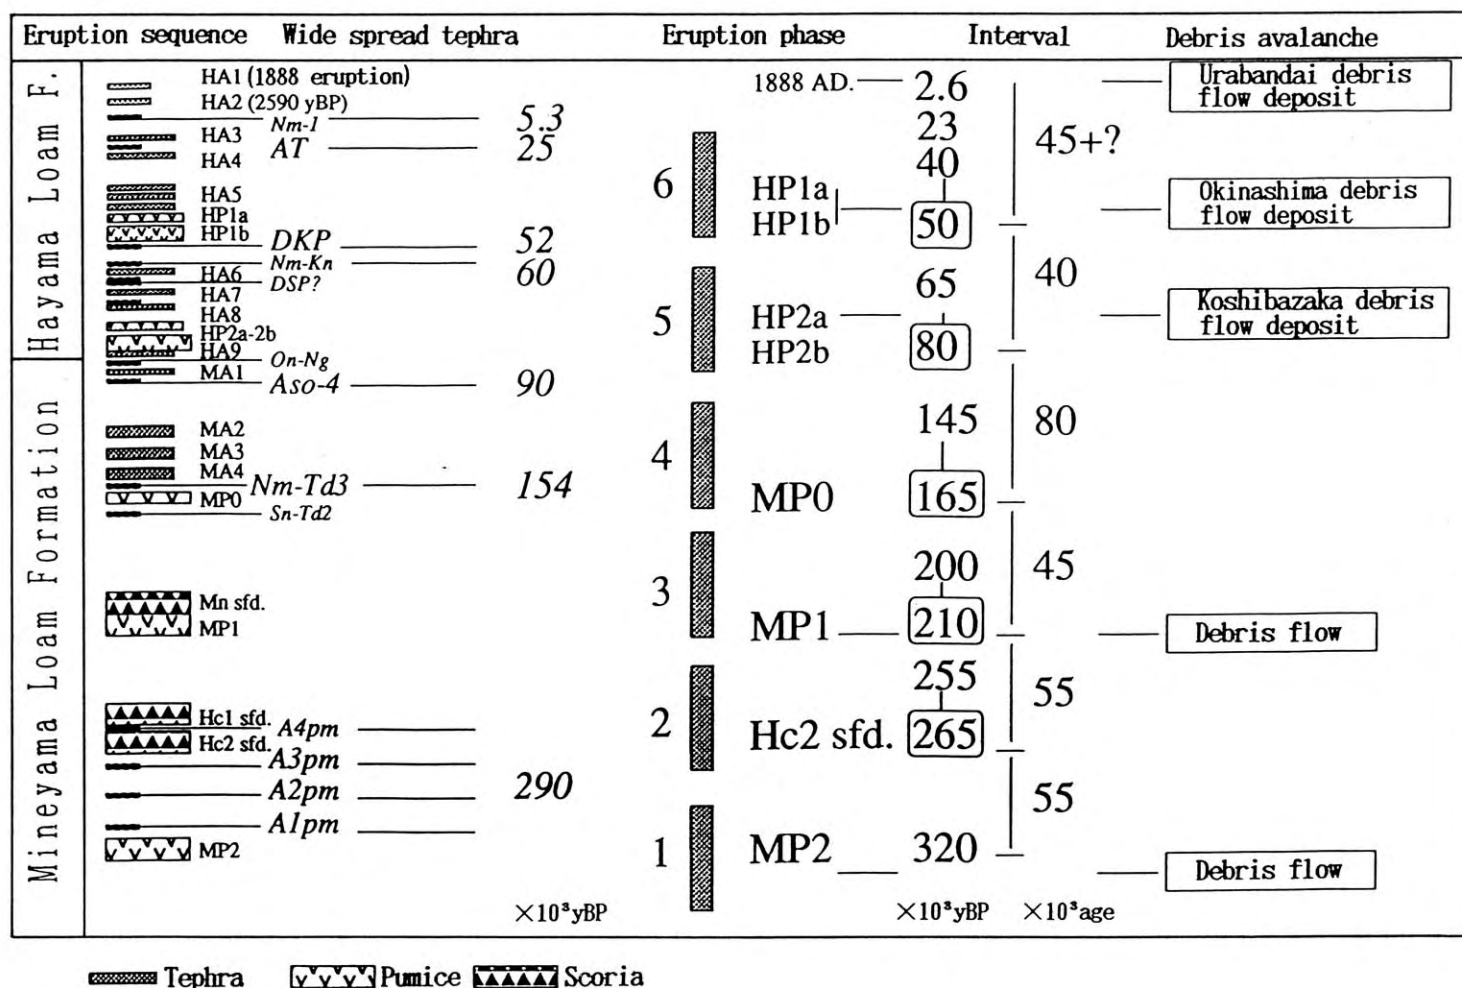 Eruption sequence Wide spread tephra Eruption phase Interval Debris avalanche
Hayama Loam F.
Mineyama Loam Formation
HA1 (1888 eruption)
HA2 (2590 yBP)
Nm-1 5.3
HA3
AT 25
HA4
HA5
HP1a
HP1b
DKP 52
Nm-Kn
HA6 60
DSP?
HA7
HA8
HP2a-2b
HA9
On-Ng
MA1
Aso-4 90
MA2
MA3
MA4
Nm-Td3 154
MP0
Sn-Td2
Mn sfd.
MP1
Hc1 sfd.
A4pm
Hc2 sfd.
A3pm
A2pm 290
A1pm
MP2
×10³yBP
1888 AD. 2.6
23
40
6 HP1a
HP1b 50
65
5 HP2a
HP2b 80
145
4
MP0 165
200
3
MP1 210
255
2 Hc2 sfd. 265
1 MP2 320
×10³yBP
45+?
40
80
45
55
55
×10³age
Urabandai debris
flow deposit
Okinashima debris
flow deposit
Koshibazaka debris
flow deposit
Debris flow
Debris flow
Tephra Pumice Scoria